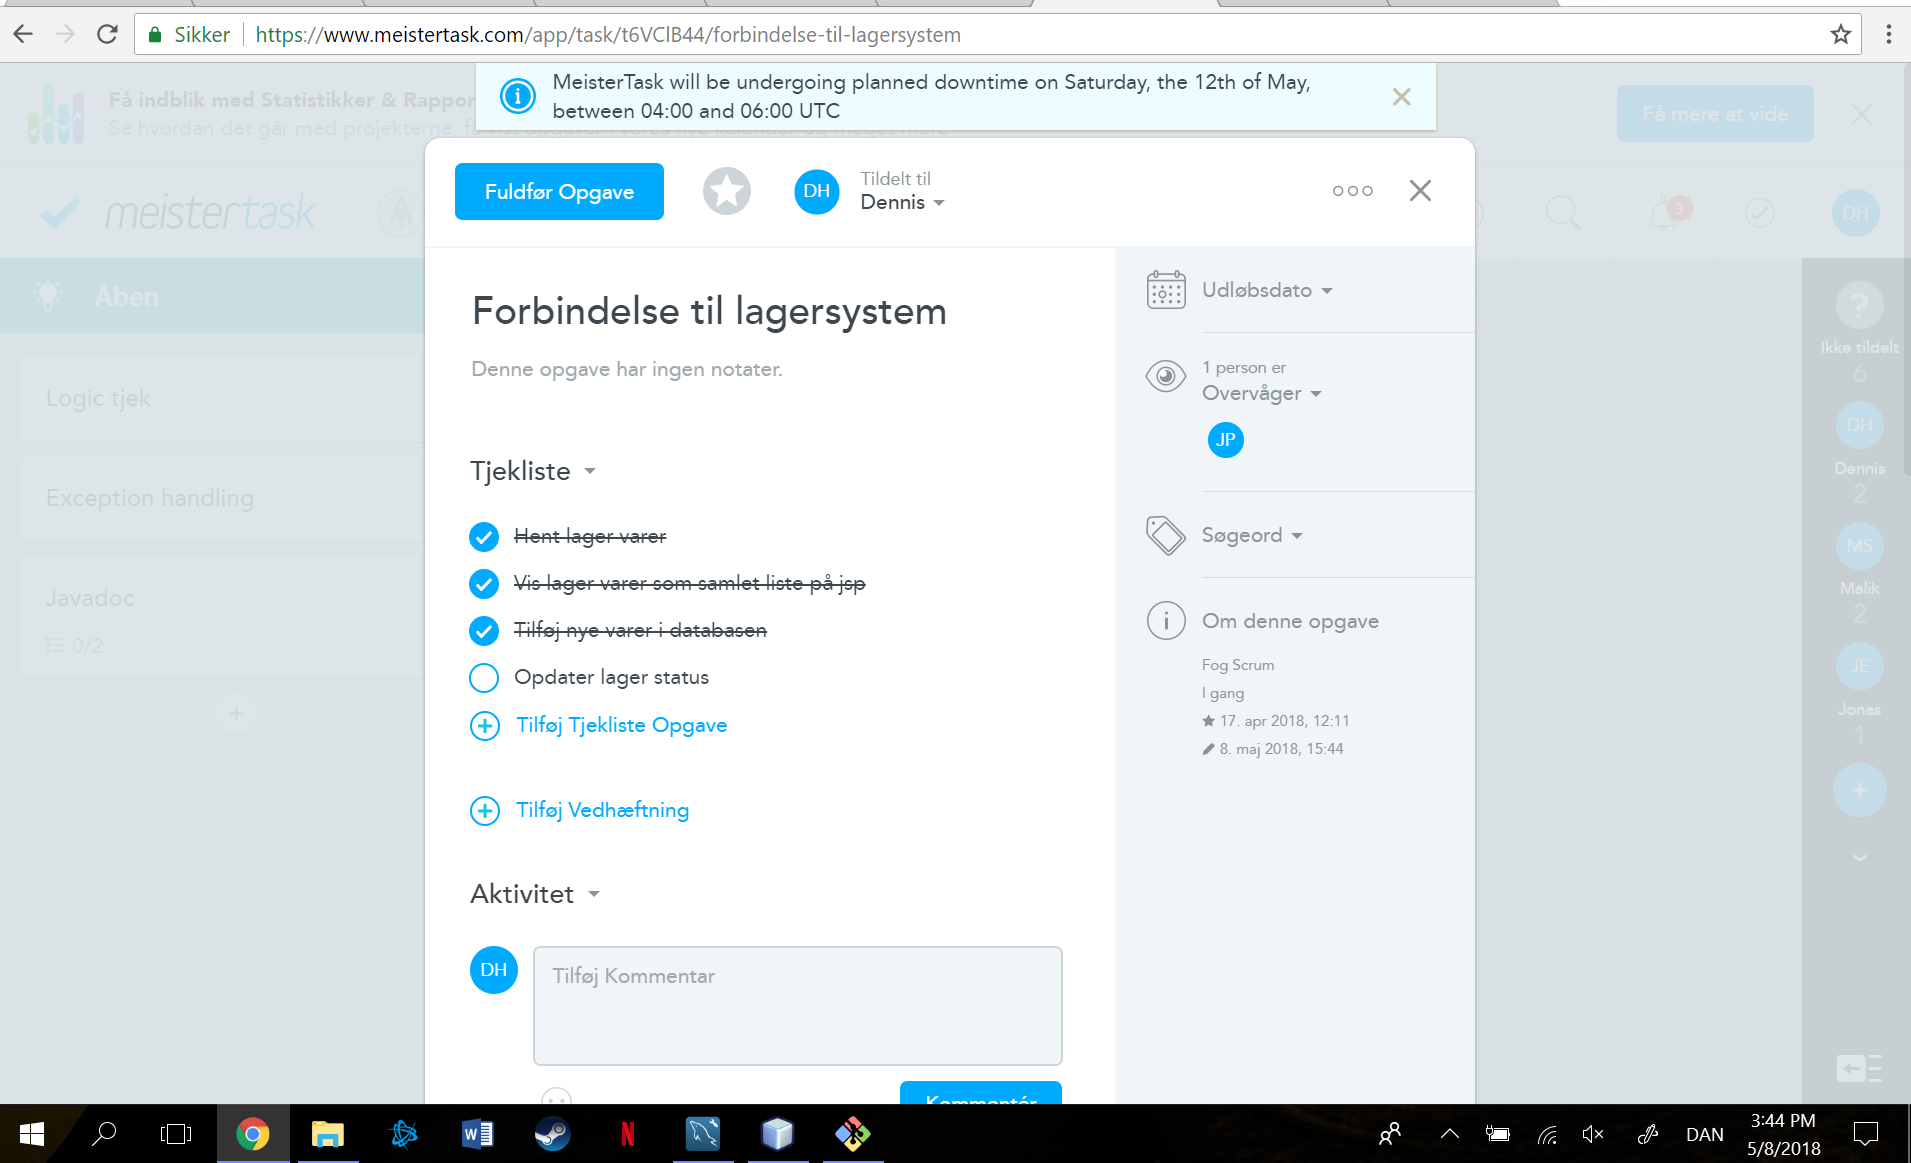 Sikker
https://www.meistertask.com/app/task/t6VClB44/forbindelse-til-lagersystem
MeisterTask will be undergoing planned downtime on Saturday, the 12th of May,
between 04:00 and 06:00 UTC
Få indblik med Statistikker & Rappor
Se hvordan det går med projekterne,
Få mere at vide
meistertask
Fuldfør Opgave
DH
Tildelt til
Dennis
3
DH
Åben
Logic tjek
Exception handling
Javadoc
0/2
Forbindelse til lagersystem
Denne opgave har ingen notater.
Tjekliste
Hent lager varer
Vis lager varer som samlet liste på jsp
Tilføj nye varer i databasen
Opdater lager status
Tilføj Tjekliste Opgave
Tilføj Vedhæftning
Aktivitet
DH
Tilføj Kommentar
Kommentér
Udløbsdato
1 person er
Overvåger
JP
Søgeord
Om denne opgave
Fog Scrum
I gang
17. apr 2018, 12:11
8. maj 2018, 15:44
?
Ikke tildelt
6
DH
Dennis
2
MS
Malik
2
JE
Jonas
1
DAN
3:44 PM
5/8/2018